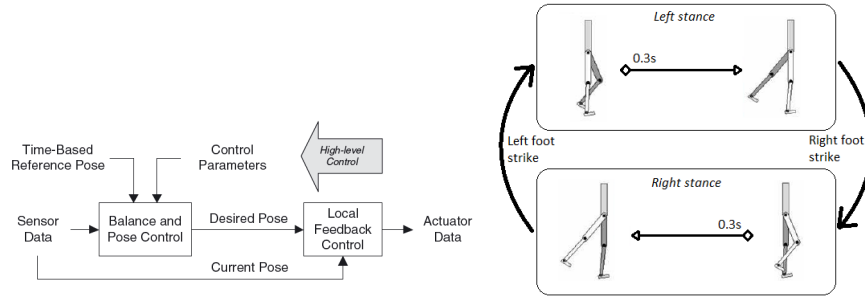 Time-Based
Reference Pose
Control
Parameters
High-level
Control
Sensor
Data
Balance and
Pose Control
Desired Pose
Local
Feedback
Control
Actuator
Data
Current Pose
Left stance
0.3s
Left foot
strike
Right foot
strike
Right stance
0.3s